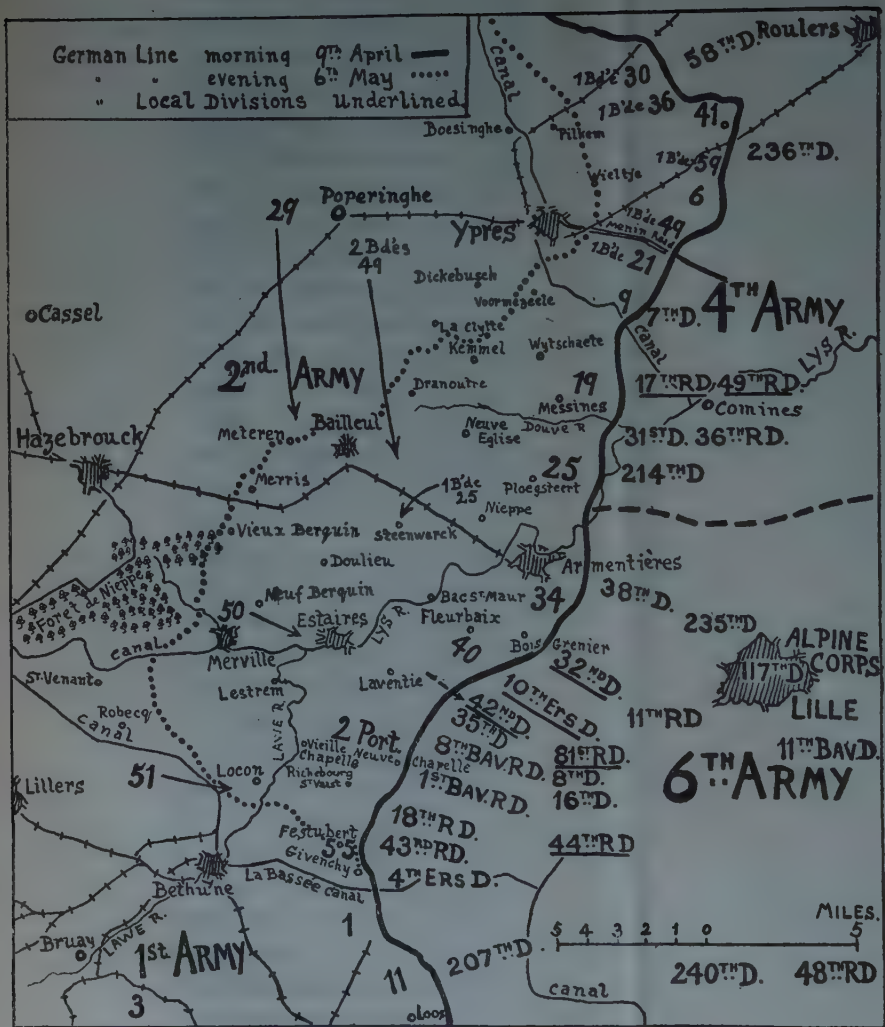 German Line morning 9TH April
" " evening 6TH May
" Local Divisions Underlined
canal
58TH D.
Roulers
1 B'de 30
1 B'de 36
41
Boesinghe
Pilkem
1 B'de 59
236TH D.
Wieltje
6
29
Poperinghe
Ypres
1 B'de 49
Menin Road
1 B'de 21
2 Bdes
49
Dickebusch
Voormezeele
9
7TH D.
4TH ARMY
Cassel
La Clytte
Kemmel
Wytschaete
canal
LYS R.
2nd. ARMY
Dranoutre
19
Messines
17TH RD.
49TH RD.
Comines
Hazebrouck
Meteren
Bailleul
Neuve
Eglise
Douve R
31ST D.
36TH RD.
214TH D
Merris
25
Ploegsteert
1 B'de
25
Nieppe
Vieux Berquin
Steenwerck
Doulieu
Armentières
Foret de Nieppe
Neuf Berquin
Bac St Maur
34
38TH D.
50
Estaires
LYS R.
Fleurbaix
235TH D
ALPINE
CORPS
canal
Merville
40
Bois Grenier
32ND D.
117TH D
LILLE
St Venant
Lestrem
Laventie
10TH Ers D.
11TH RD
Robecq
canal
LAWE R.
2 Port.
42ND D.
35TH D
81ST RD.
11TH BAV. D.
Vieille
Chapelle
Neuve Chapelle
8TH BAV. RD.
8TH D.
6TH ARMY
51
Locon
Richebourg
St Vaast
1ST BAV. RD.
16TH D.
Lillers
18TH R D.
Festubert
55
Givenchy
43RD RD.
44TH RD
Bethune
La Bassée canal
4TH ERS D.
MILES.
5 4 3 2 1 0 5
Bruay
LAWE R.
1st. ARMY
1
207TH D.
240TH D.
48TH RD
3
11
Loos
canal